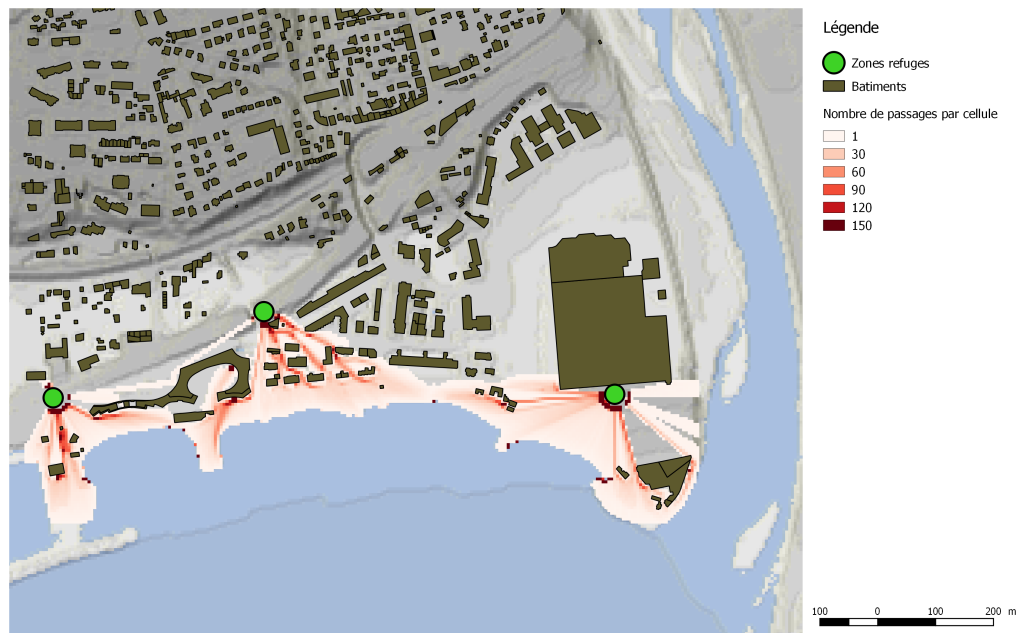 Légende
Zones refuges
Batiments
Nombre de passages par cellule
1
30
60
90
120
150
100 0 100 200 m